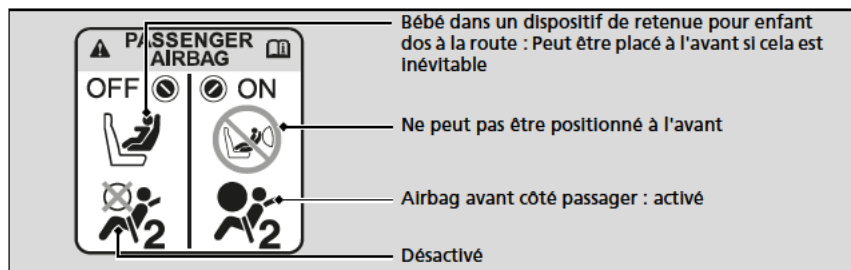 PASSENGER
AIRBAG
OFF ON
2 2
Bébé dans un dispositif de retenue pour enfant
dos à la route : Peut être placé à l'avant si cela est
inévitable
Ne peut pas être positionné à l'avant
Airbag avant côté passager : activé
Désactivé